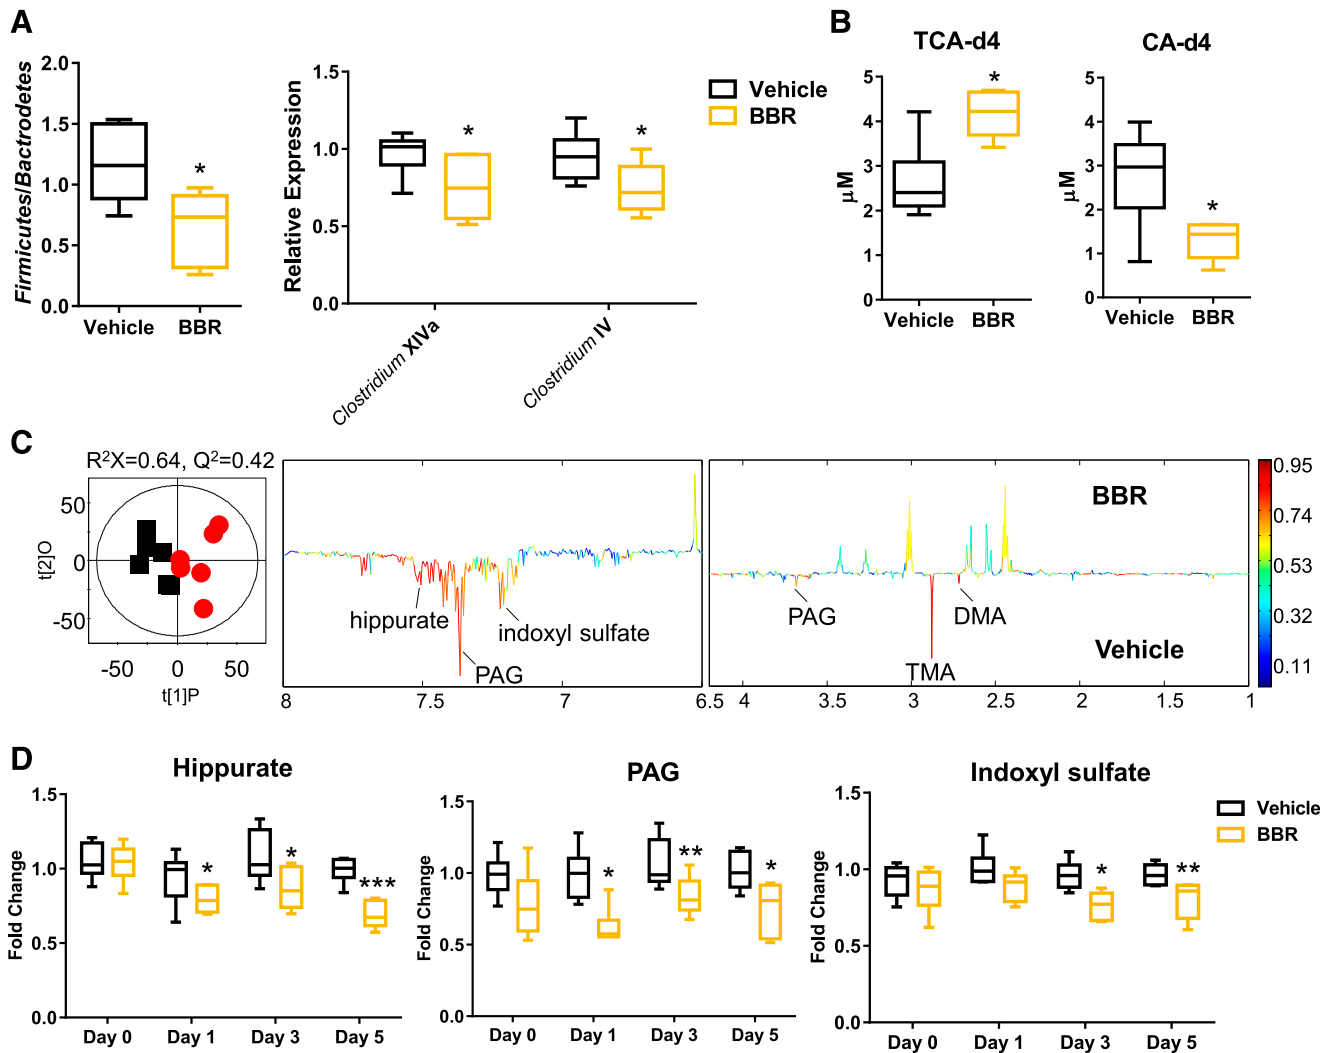 A
Firmicutes/Bactrodetes
2.0
1.5
1.0
0.5
0.0
*
Vehicle
BBR
Relative Expression
1.5
1.0
0.5
0.0
*
*
Clostridium XIVa
Clostridium IV
Vehicle
BBR
B
TCA-d4
μM
5
4
3
2
1
0
*
Vehicle
BBR
CA-d4
μM
5
4
3
2
1
0
*
Vehicle
BBR
C
R2X=0.64, Q2=0.42
t[2]O
50
0
-50
-50
0
50
t[1]P
hippurate
indoxyl sulfate
PAG
8
7.5
7
6.5
BBR
PAG
DMA
TMA
Vehicle
4
3.5
3
2.5
2
1.5
1
0.95
0.74
0.53
0.32
0.11
D
Hippurate
Fold Change
1.5
1.0
0.5
0.0
*
*
***
Day 0
Day 1
Day 3
Day 5
PAG
Fold Change
1.5
1.0
0.5
0.0
*
**
*
Day 0
Day 1
Day 3
Day 5
Indoxyl sulfate
Fold Change
1.5
1.0
0.5
0.0
*
**
Day 0
Day 1
Day 3
Day 5
Vehicle
BBR